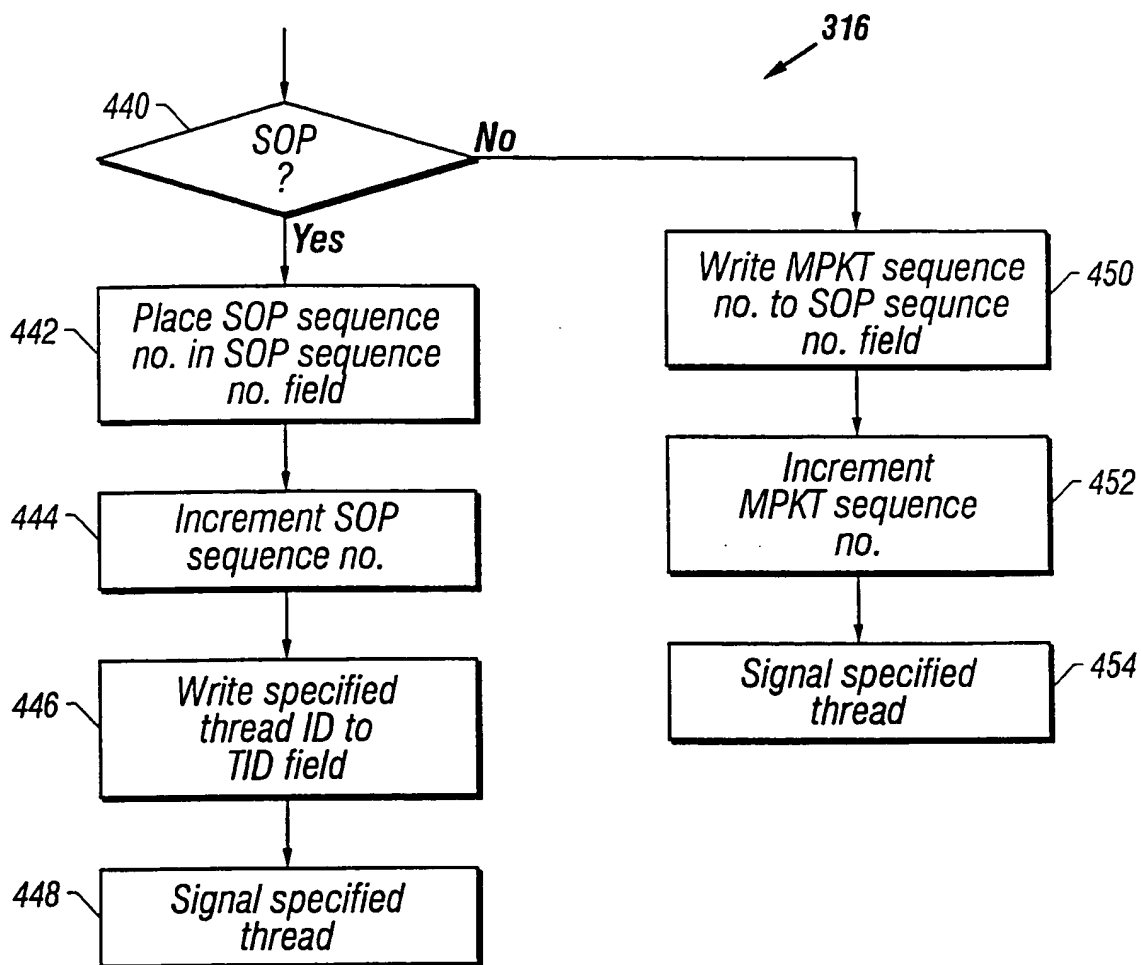 316
440
SOP
?
No
Yes
442
Place SOP sequence
no. in SOP sequence
no. field
444
Increment SOP
sequence no.
446
Write specified
thread ID to
TID field
448
Signal specified
thread
Write MPKT sequence
no. to SOP sequnce
no. field
450
Increment
MPKT sequence
no.
452
Signal specified
thread
454